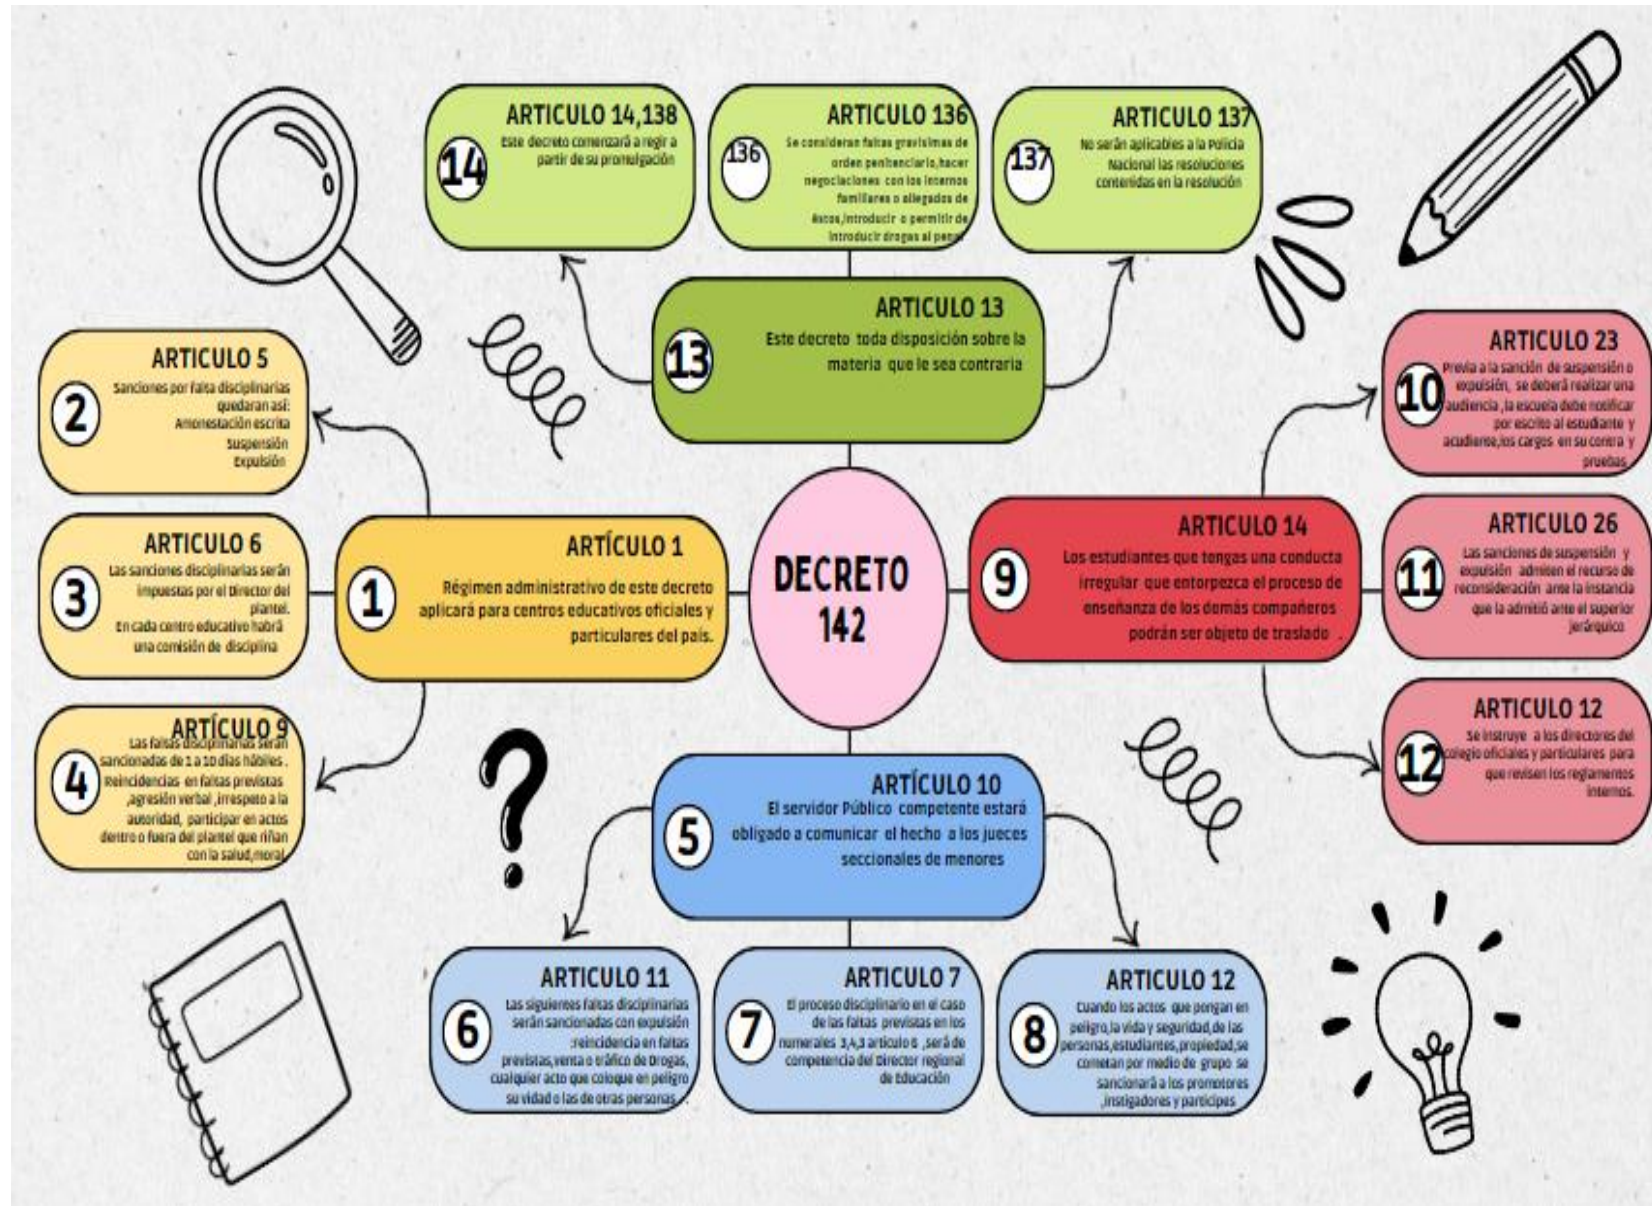 ARTICULO 14,138
14
Este decreto comenzará a regir a
partir de su promulgación
ARTICULO 136
136
Se consideran faltas gravísimas de
orden penitenciario,hacer
negociaciones con los internos
familiares o allegados de
éstos,introducir o permitir de
introducir drogas al penal
ARTICULO 137
137
No serán aplicables a la Policía
Nacional las resoluciones
contenidas en la resolución
ARTICULO 13
13
Este decreto toda disposición sobre la
materia que le sea contraria
ARTICULO 5
2
Sanciones por falta disciplinarias
quedaran así:
Amonestación escrita
Suspensión
Expulsión
ARTICULO 6
3
Las sanciones disciplinarias serán
impuestas por el Director del
plantel.
En cada centro educativo habrá
una comisión de disciplina
ARTÍCULO 9
4
Las faltas disciplinarias serán
sancionadas de 1 a 10 días hábiles .
Reincidencias en faltas previstas
,agresión verbal ,irrespeto a la
autoridad, participar en actos
dentro o fuera del plantel que riñan
con la salud,moral
ARTÍCULO 1
1
Régimen administrativo de este decreto
aplicará para centros educativos oficiales y
particulares del país.
DECRETO
142
ARTICULO 14
9
Los estudiantes que tengas una conducta
irregular que entorpezca el proceso de
enseñanza de los demás compañeros
podrán ser objeto de traslado .
ARTICULO 23
10
Previa a la sanción de suspensión o
expulsión, se deberá realizar una
audiencia ,la escuela debe notificar
por escrito al estudiante y
acudiente,los cargos en su contra y
pruebas
ARTICULO 26
11
Las sanciones de suspensión y
expulsión admiten el recurso de
reconsideración ante la instancia
que la admitió ante el superior
jerárquico
ARTICULO 12
12
Se instruye a los directores del
colegio oficiales y particulares para
que revisen los reglamentos
internos.
ARTÍCULO 10
5
El servidor Público competente estará
obligado a comunicar el hecho a los jueces
seccionales de menores
ARTICULO 11
6
Las siguientes faltas disciplinarias
serán sancionadas con expulsión
:reincidencia en faltas
previstas,venta o tráfico de Drogas,
cualquier acto que coloque en peligro
su vidad o las de otras personas .
ARTICULO 7
7
El proceso disciplinario en el caso
de las faltas previstas en los
numerales 3,4,3 artículo 6 ,será de
competencia del Director regional
de Educación
ARTICULO 12
8
Cuando los actos que pongan en
peligro,la vida y seguridad,de las
personas,estudiantes,propiedad,se
cometan por medio de grupo se
sancionará a los promotores
,instigadores y participes